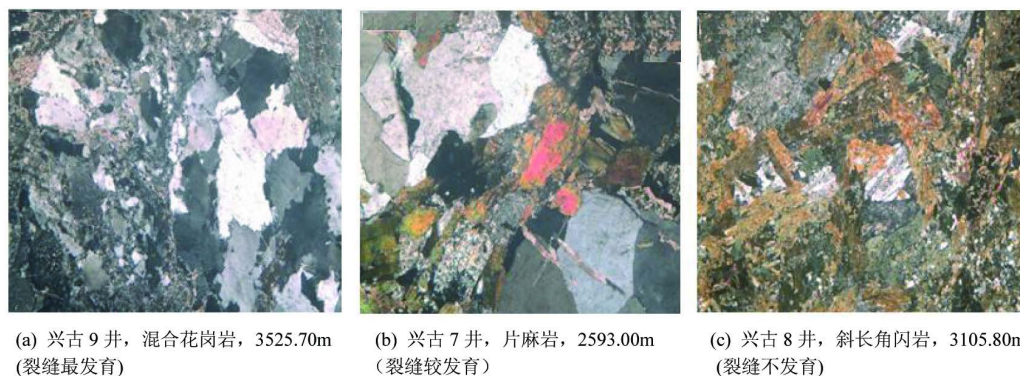 (a) 兴古 9 井，混合花岗岩，3525.70m
(裂缝最发育)
(b) 兴古 7 井，片麻岩，2593.00m
（裂缝较发育）
(c) 兴古 8 井，斜长角闪岩，3105.80m
(裂缝不发育)